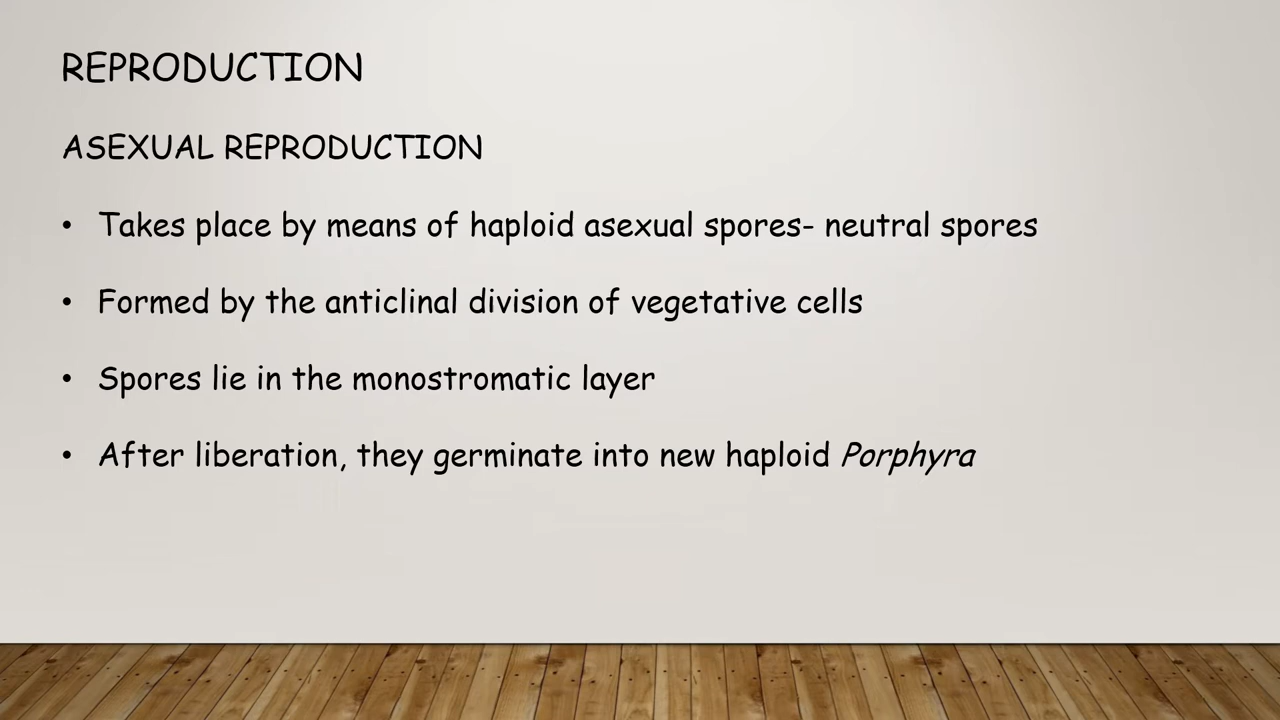 REPRODUCTION
ASEXUAL REPRODUCTION
• Takes place by means of haploid asexual spores- neutral spores
• Formed by the anticlinal division of vegetative cells
• Spores lie in the monostromatic layer
• After liberation, they germinate into new haploid Porphyra